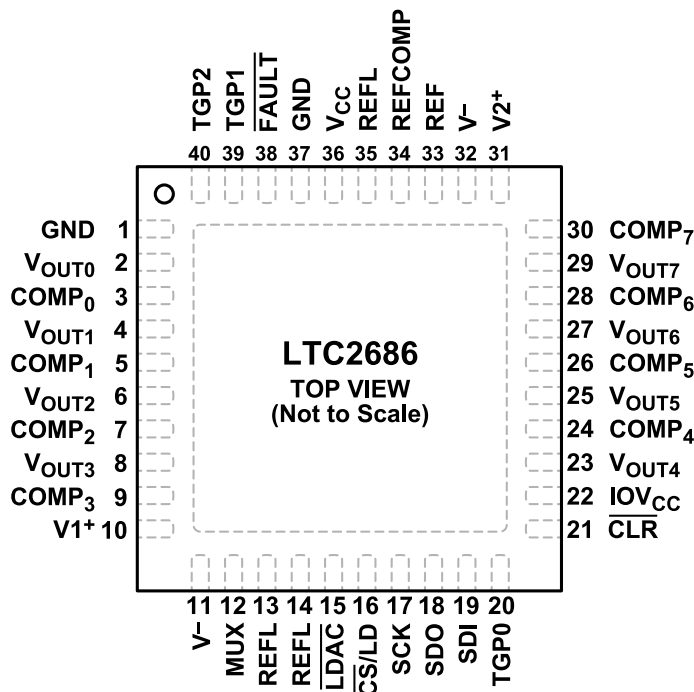 TGP2
TGP1
FAULT
GND
VCC
REFL
REFCOMP
REF
V–
V2+
40 39 38 37 36 35 34 33 32 31
GND 1
VOUT0 2
COMP0 3
VOUT1 4
COMP1 5
VOUT2 6
COMP2 7
VOUT3 8
COMP3 9
V1+ 10
LTC2686
TOP VIEW
(Not to Scale)
30 COMP7
29 VOUT7
28 COMP6
27 VOUT6
26 COMP5
25 VOUT5
24 COMP4
23 VOUT4
22 IOVCC
21 CLR
11 12 13 14 15 16 17 18 19 20
V–
MUX
REFL
REFL
LDAC
CS/LD
SCK
SDO
SDI
TGP0